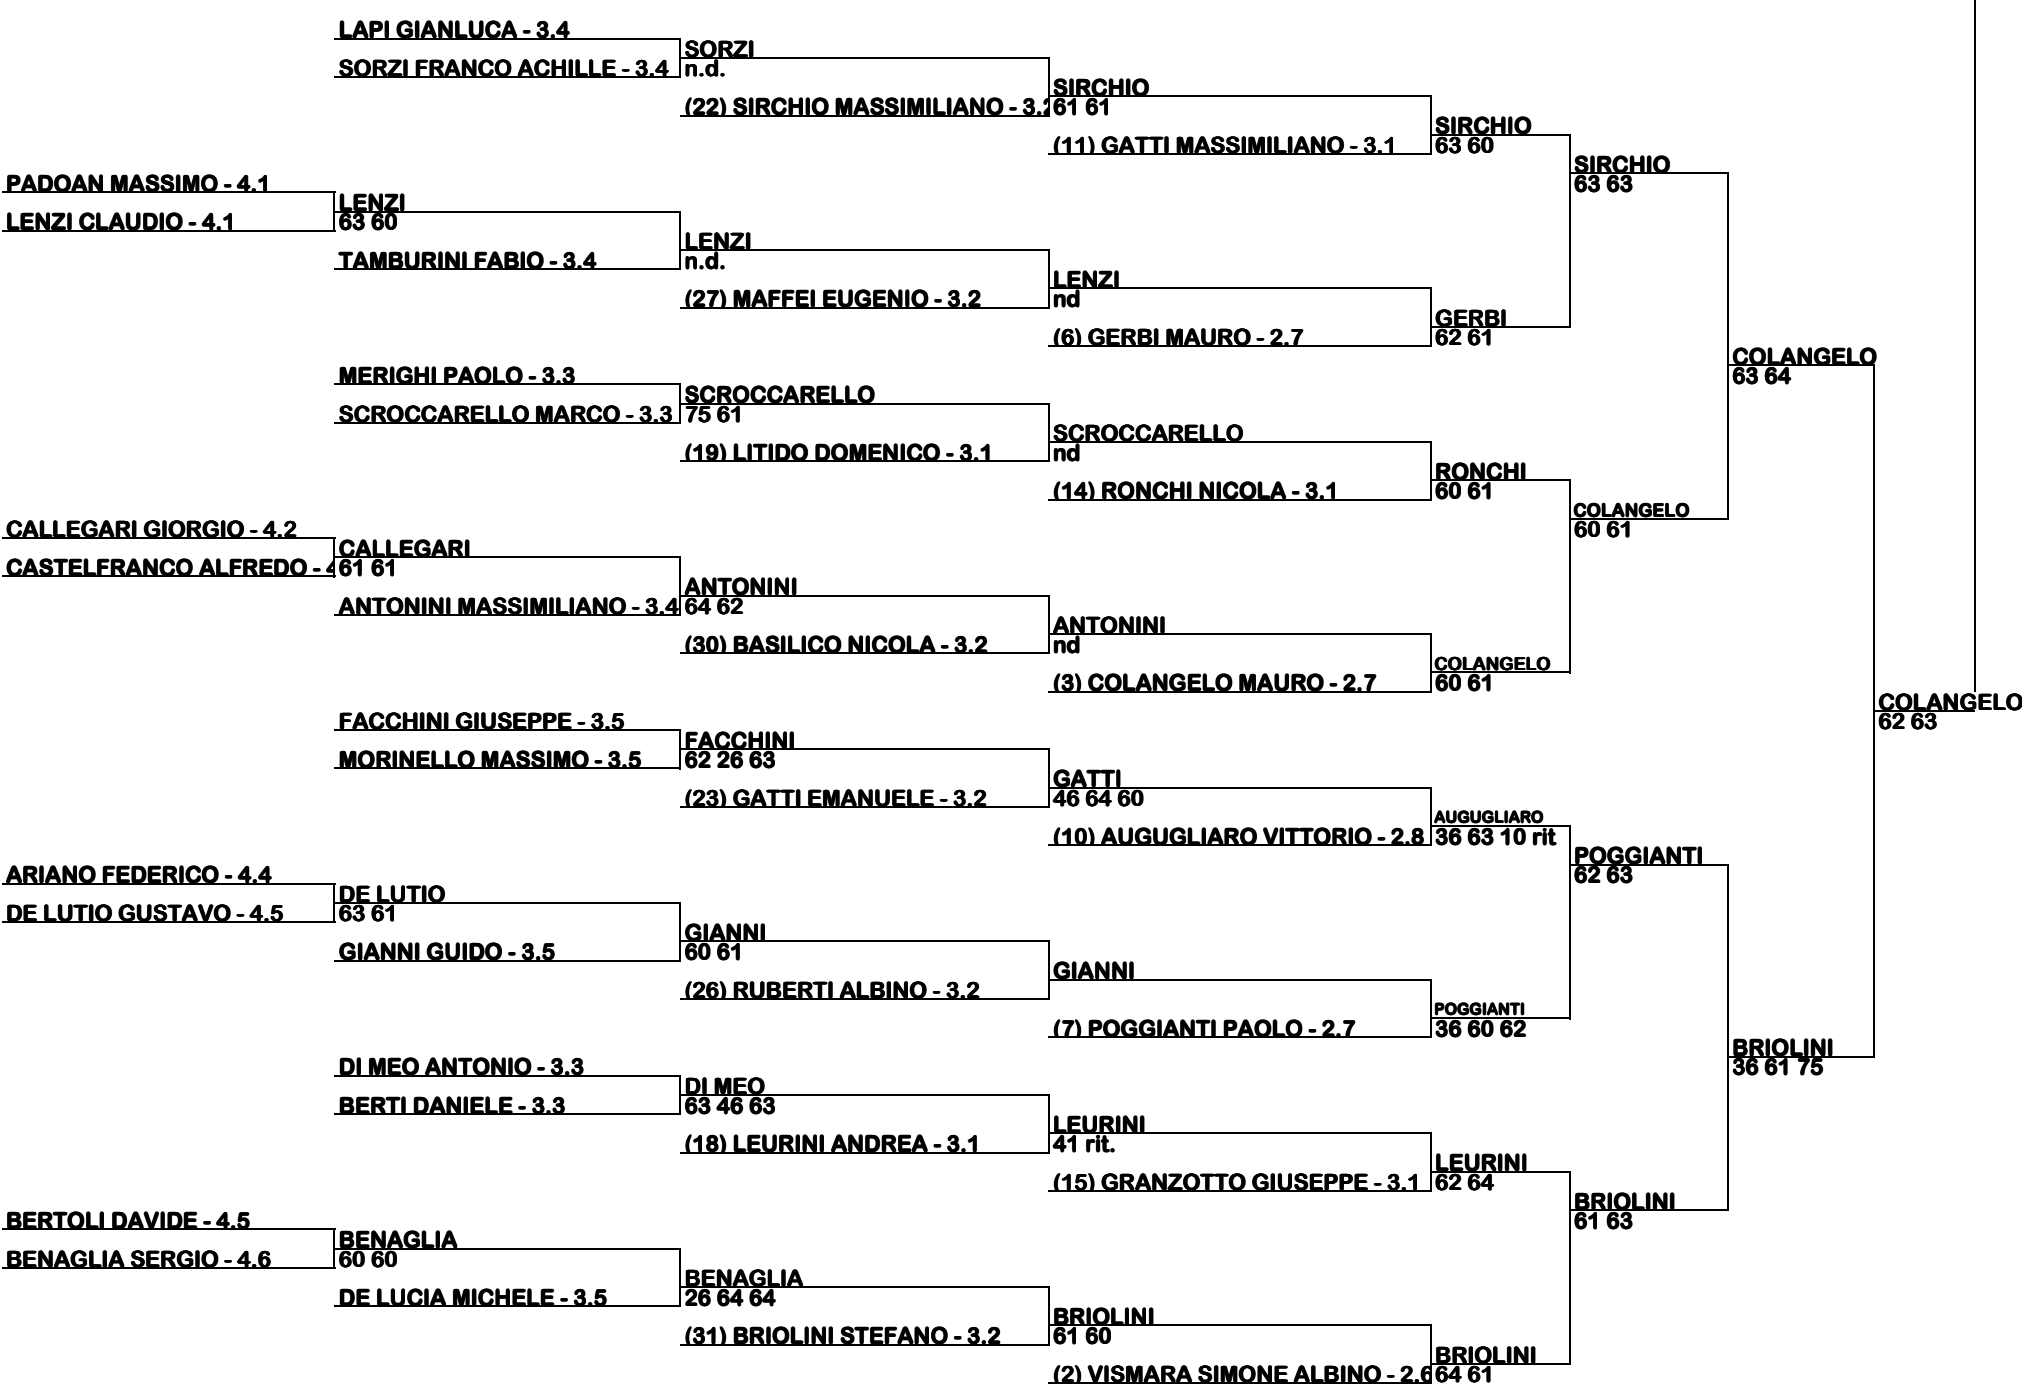 LAPI GIANLUCA - 3.4
SORZI
SORZI FRANCO ACHILLE - 3.4
n.d.
SIRCHIO
(22) SIRCHIO MASSIMILIANO - 3.2
61 61
SIRCHIO
(11) GATTI MASSIMILIANO - 3.1
63 60
SIRCHIO
63 63
PADOAN MASSIMO - 4.1
LENZI
LENZI CLAUDIO - 4.1
63 60
LENZI
TAMBURINI FABIO - 3.4
n.d.
LENZI
(27) MAFFEI EUGENIO - 3.2
nd
GERBI
(6) GERBI MAURO - 2.7
62 61
COLANGELO
63 64
MERIGHI PAOLO - 3.3
SCROCCARELLO
SCROCCARELLO MARCO - 3.3
75 61
SCROCCARELLO
(19) LITIDO DOMENICO - 3.1
nd
RONCHI
(14) RONCHI NICOLA - 3.1
60 61
COLANGELO
60 61
CALLEGARI GIORGIO - 4.2
CALLEGARI
CASTELFRANCO ALFREDO - 4
61 61
ANTONINI
ANTONINI MASSIMILIANO - 3.4
64 62
ANTONINI
(30) BASILICO NICOLA - 3.2
nd
COLANGELO
(3) COLANGELO MAURO - 2.7
60 61
COLANGELO
62 63
FACCHINI GIUSEPPE - 3.5
FACCHINI
MORINELLO MASSIMO - 3.5
62 26 63
GATTI
(23) GATTI EMANUELE - 3.2
46 64 60
AUGUGLIARO
(10) AUGUGLIARO VITTORIO - 2.8
36 63 10 rit
POGGIANTI
62 63
ARIANO FEDERICO - 4.4
DE LUTIO
DE LUTIO GUSTAVO - 4.5
63 61
GIANNI
GIANNI GUIDO - 3.5
60 61
GIANNI
(26) RUBERTI ALBINO - 3.2
POGGIANTI
(7) POGGIANTI PAOLO - 2.7
36 60 62
BRIOLINI
36 61 75
DI MEO ANTONIO - 3.3
DI MEO
BERTI DANIELE - 3.3
63 46 63
LEURINI
(18) LEURINI ANDREA - 3.1
41 rit.
LEURINI
(15) GRANZOTTO GIUSEPPE - 3.1
62 64
BRIOLINI
61 63
BERTOLI DAVIDE - 4.5
BENAGLIA
BENAGLIA SERGIO - 4.6
60 60
BENAGLIA
DE LUCIA MICHELE - 3.5
26 64 64
BRIOLINI
(31) BRIOLINI STEFANO - 3.2
61 60
BRIOLINI
(2) VISMARA SIMONE ALBINO - 2.6
64 61